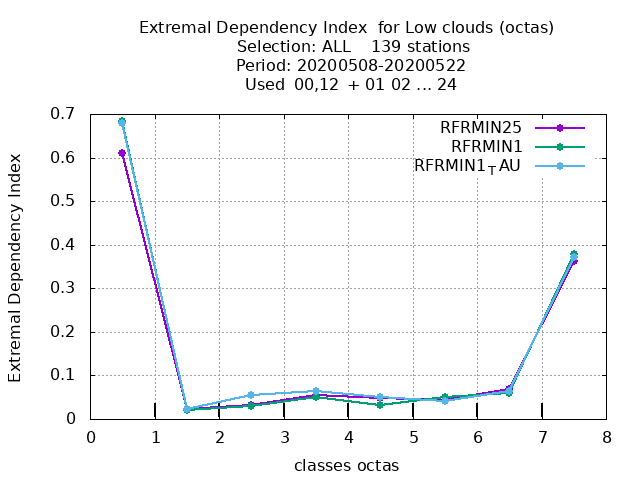 Extremal Dependency Index  for Low clouds (octas)
Selection: ALL    139 stations
Period: 20200508-20200522
Used  00,12  + 01 02 ... 24
RFRMIN25
RFRMIN1
RFRMIN1TAU
Extremal Dependency Index
0.7
0.6
0.5
0.4
0.3
0.2
0.1
0
0 1 2 3 4 5 6 7 8
classes octas